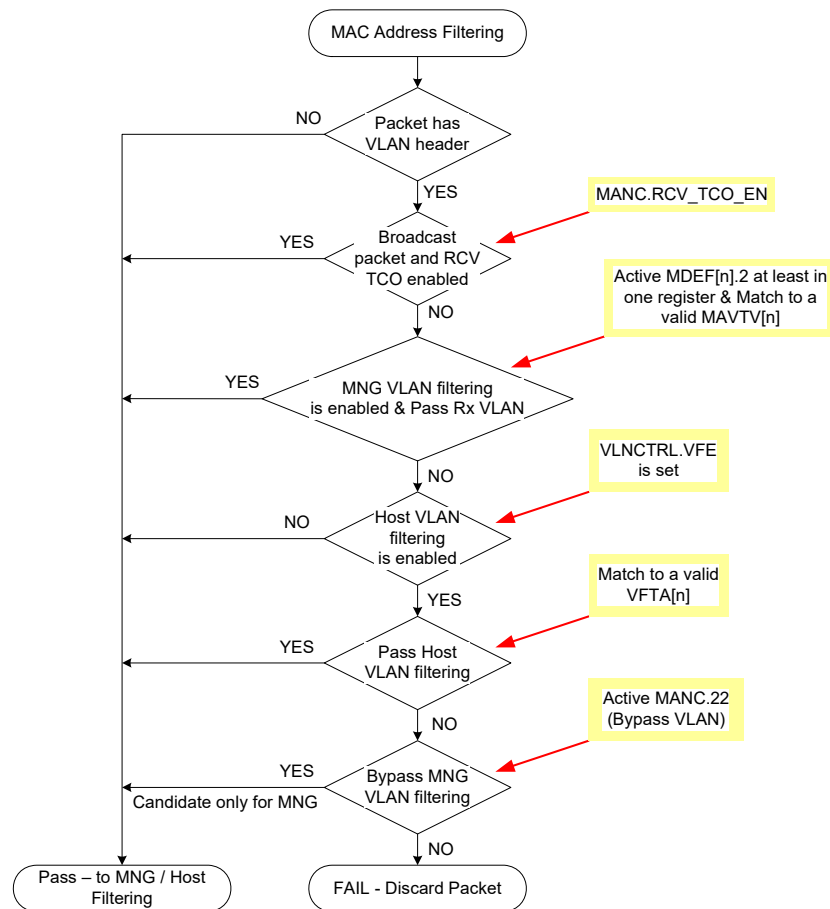 MAC Address Filtering
NO
Packet has
VLAN header
YES
MANC.RCV_TCO_EN
YES
Broadcast
packet and RCV
TCO enabled
Active MDEF[n].2 at least in
one register & Match to a
valid MAVTV[n]
NO
YES
MNG VLAN filtering
is enabled & Pass Rx VLAN
VLNCTRL.VFE
is set
NO
NO
Host VLAN
filtering
is enabled
Match to a valid
VFTA[n]
YES
YES
Pass Host
VLAN filtering
Active MANC.22
(Bypass VLAN)
NO
YES
Bypass MNG
VLAN filtering
Candidate only for MNG
NO
Pass – to MNG / Host
Filtering
FAIL - Discard Packet